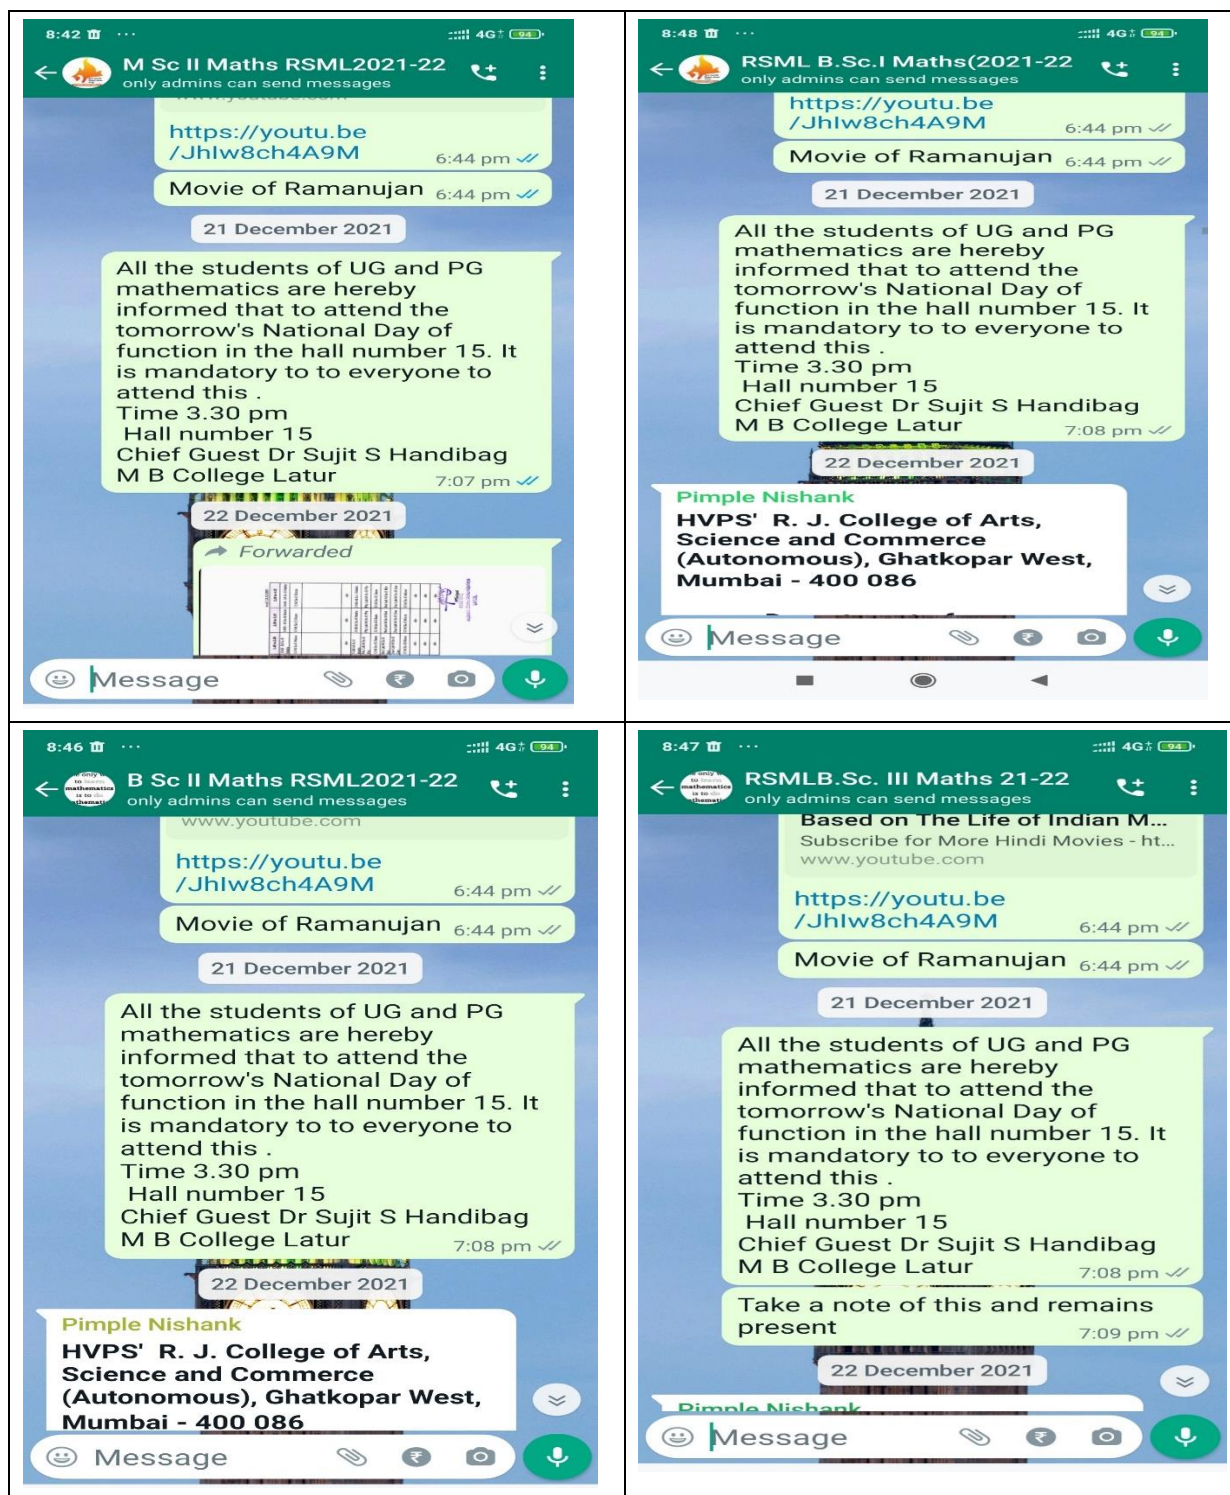 8:42 ... 4G+ 94
M Sc II Maths RSML2021-22
only admins can send messages
www.youtube.com
https://youtu.be
/JhIw8ch4A9M 6:44 pm
Movie of Ramanujan 6:44 pm
21 December 2021
All the students of UG and PG
mathematics are hereby
informed that to attend the
tomorrow's National Day of
function in the hall number 15. It
is mandatory to to everyone to
attend this .
Time 3.30 pm
Hall number 15
Chief Guest Dr Sujit S Handibag
M B College Latur 7:07 pm
22 December 2021
Forwarded
Message
8:48 ... 4G+ 94
RSML B.Sc.I Maths(2021-22
only admins can send messages
https://youtu.be
/JhIw8ch4A9M 6:44 pm
Movie of Ramanujan 6:44 pm
21 December 2021
All the students of UG and PG
mathematics are hereby
informed that to attend the
tomorrow's National Day of
function in the hall number 15. It
is mandatory to to everyone to
attend this .
Time 3.30 pm
Hall number 15
Chief Guest Dr Sujit S Handibag
M B College Latur 7:08 pm
22 December 2021
Pimple Nishank
HVPS' R. J. College of Arts,
Science and Commerce
(Autonomous), Ghatkopar West,
Mumbai - 400 086
Message
8:46 ... 4G+ 94
B Sc II Maths RSML2021-22
only admins can send messages
www.youtube.com
https://youtu.be
/JhIw8ch4A9M 6:44 pm
Movie of Ramanujan 6:44 pm
21 December 2021
All the students of UG and PG
mathematics are hereby
informed that to attend the
tomorrow's National Day of
function in the hall number 15. It
is mandatory to to everyone to
attend this .
Time 3.30 pm
Hall number 15
Chief Guest Dr Sujit S Handibag
M B College Latur 7:08 pm
22 December 2021
Pimple Nishank
HVPS' R. J. College of Arts,
Science and Commerce
(Autonomous), Ghatkopar West,
Mumbai - 400 086
Message
8:47 ... 4G+ 94
RSMLB.Sc. III Maths 21-22
only admins can send messages
Based on The Life of Indian M...
Subscribe for More Hindi Movies - ht...
www.youtube.com
https://youtu.be
/JhIw8ch4A9M 6:44 pm
Movie of Ramanujan 6:44 pm
21 December 2021
All the students of UG and PG
mathematics are hereby
informed that to attend the
tomorrow's National Day of
function in the hall number 15. It
is mandatory to to everyone to
attend this .
Time 3.30 pm
Hall number 15
Chief Guest Dr Sujit S Handibag
M B College Latur 7:08 pm
Take a note of this and remains
present 7:09 pm
22 December 2021
Pimple Nishank
Message